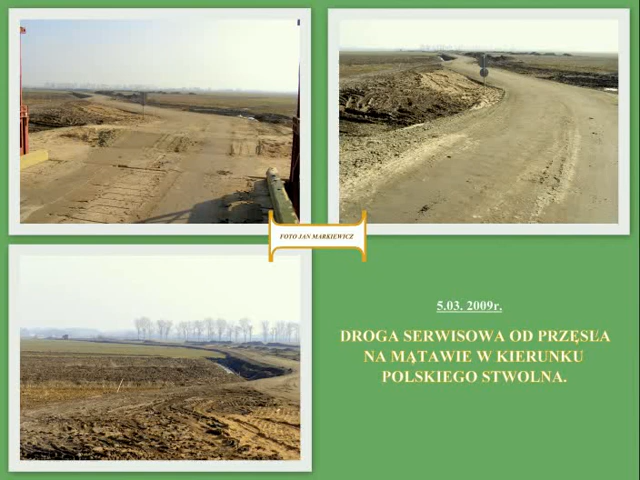 FOTO JAN MARKIEWICZ
5.03. 2009r.
DROGA SERWISOWA OD PRZĘSŁA
NA MĄTAWIE W KIERUNKU
POLSKIEGO STWOLNA.